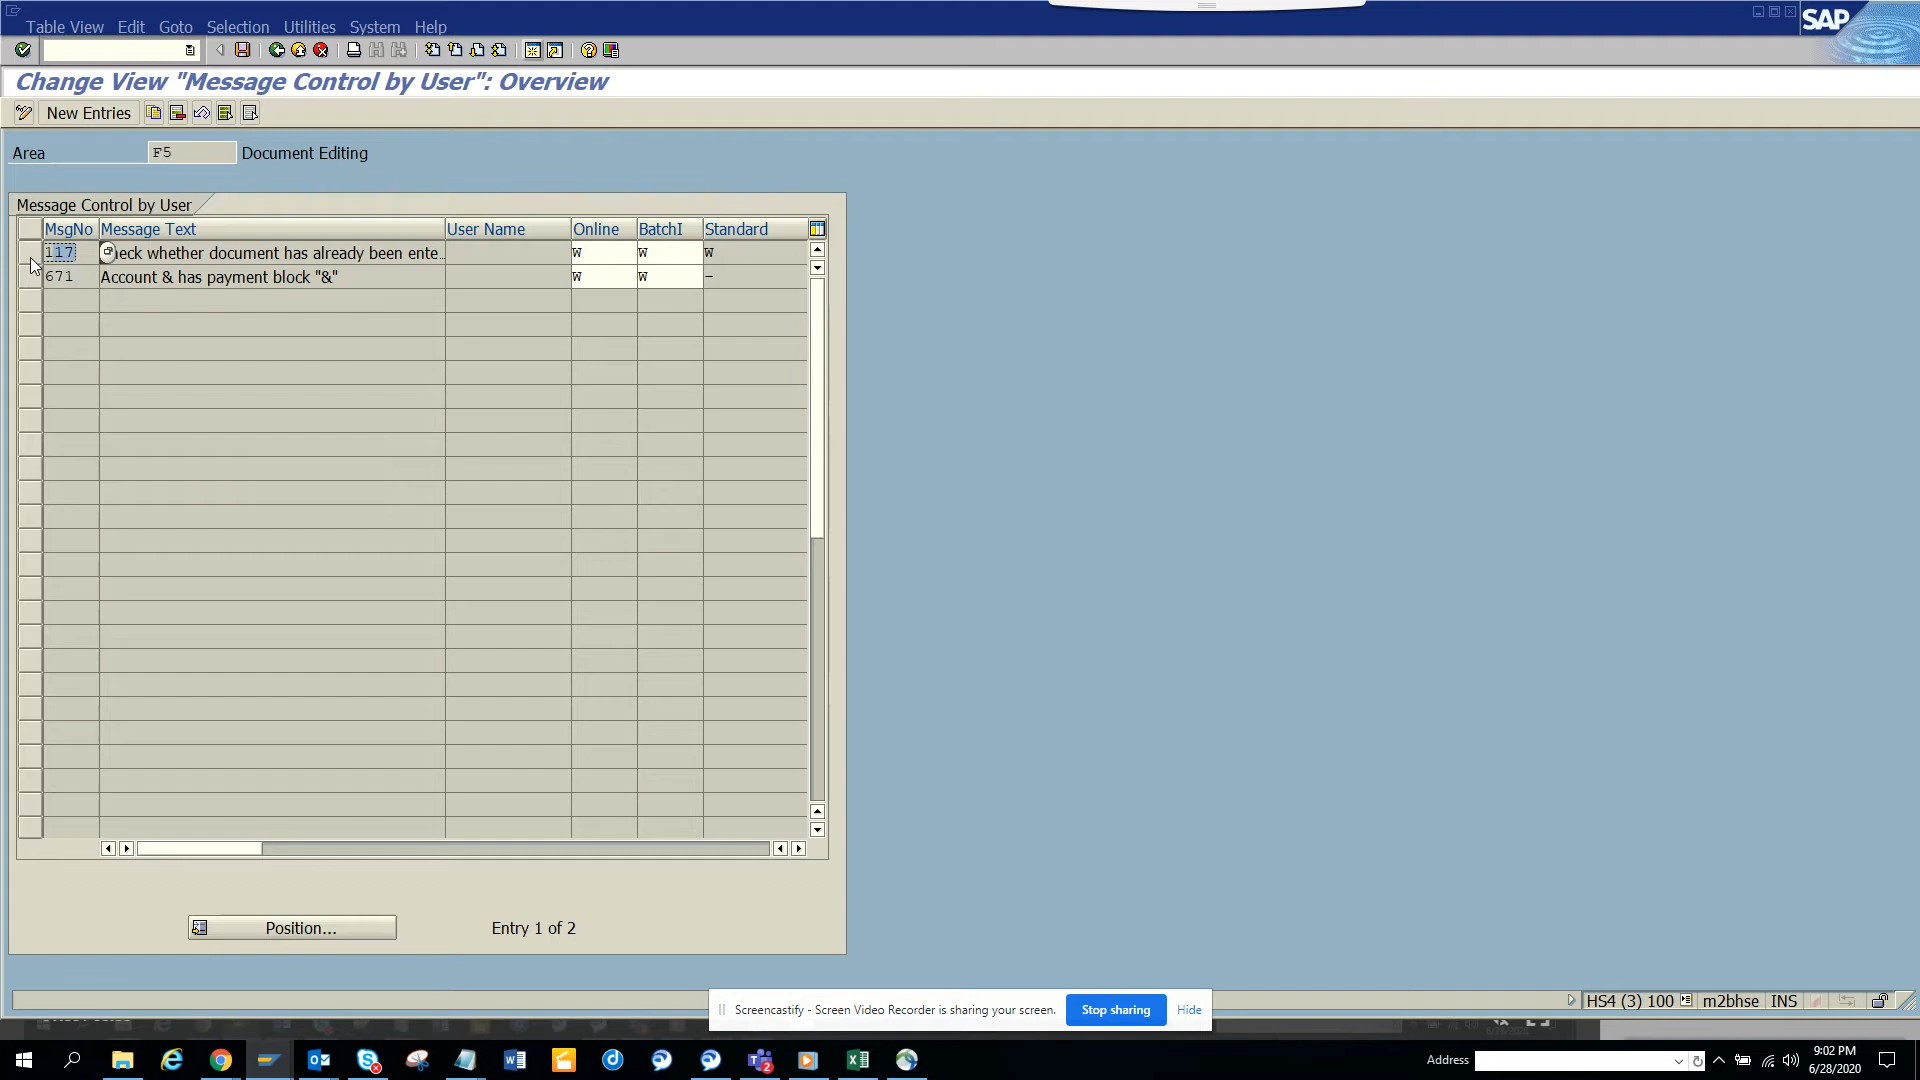 Table View Edit Goto Selection Utilities System Help
SAP
Change View "Message Control by User": Overview
New Entries
Area F5 Document Editing
Message Control by User
MsgNo Message Text User Name Online BatchI Standard
117 heck whether document has already been ente.. W W W
671 Account & has payment block "&" W W –
Position... Entry 1 of 2
Screencastify - Screen Video Recorder is sharing your screen. Stop sharing Hide
HS4 (3) 100 m2bhse INS
Address
9:02 PM
6/28/2020